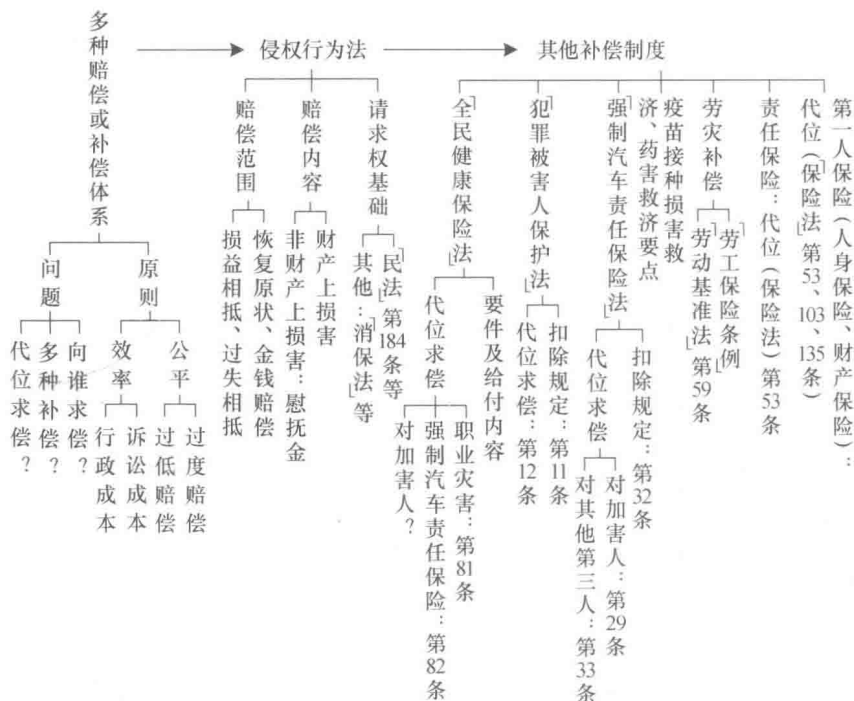 多种赔偿或补偿体系
问题
代位求偿？
多种补偿？
向谁求偿？
原则
效率
行政成本
诉讼成本
公平
过低赔偿
过度赔偿
侵权行为法
赔偿范围
损益相抵、过失相抵
恢复原状、金钱赔偿
赔偿内容
非财产上损害：慰抚金
财产上损害
请求权基础
其他：「消保法」等
「民法」第184条等
其他补偿制度
「全民健康保险法」
代位求偿
对加害人？
强制汽车责任保险：第82条
职业灾害：第81条
要件及给付内容
「犯罪被害人保护法」
代位求偿：第12条
扣除规定：第11条
「强制汽车责任保险法」
代位求偿
对其他第三人：第33条
对加害人：第29条
扣除规定：第32条
疫苗接种损害救
济、药害救济要点
劳灾补偿
「劳动基准法」第59条
「劳工保险条例」
责任保险：代位（保险法）第53条
第一人保险（人身保险、财产保险）：
代位（「保险法」第53、103、135条）